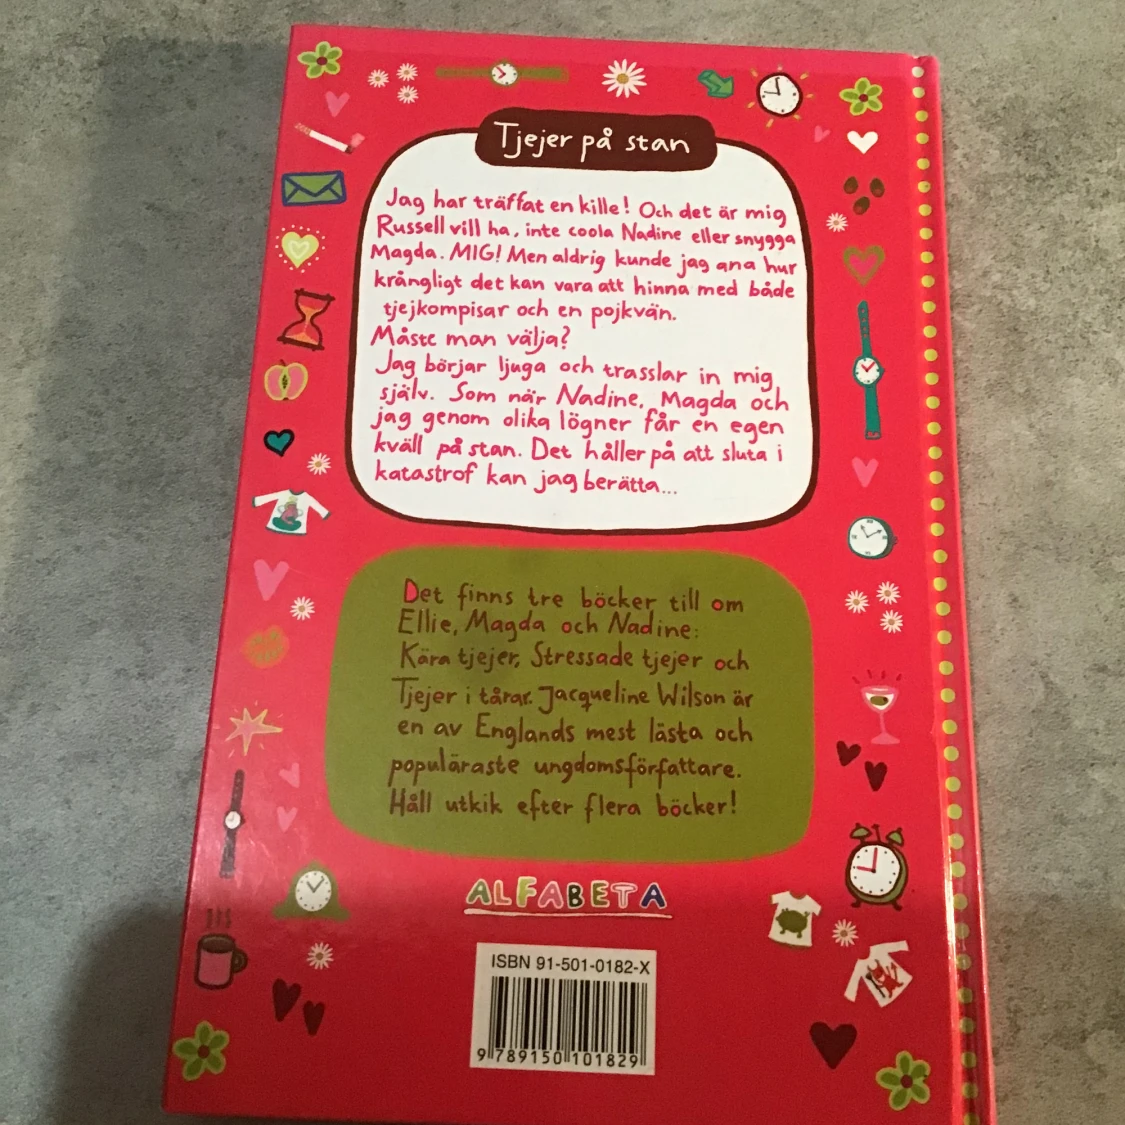 Tjejer på stan
Jag har träffat en kille! Och det är mig
Russell vill ha, inte coola Nadine eller snygga
Magda. MIG! Men aldrig kunde jag ana hur
krångligt det kan vara att hinna med både
tjejkompisar och en pojkvän.
Måste man välja?
Jag börjar ljuga och trasslar in mig
själv. Som när Nadine, Magda och
jag genom olika lögner får en egen
kväll på stan. Det håller på att sluta i
katastrof kan jag berätta...
Det finns tre böcker till om
Ellie, Magda och Nadine:
Kära tjejer, Stressade tjejer och
Tjejer i tårar. Jacqueline Wilson är
en av Englands mest lästa och
populäraste ungdomsförfattare.
Håll utkik efter flera böcker!
ALFABETA
ISBN 91-501-0182-X
9 789150 101829